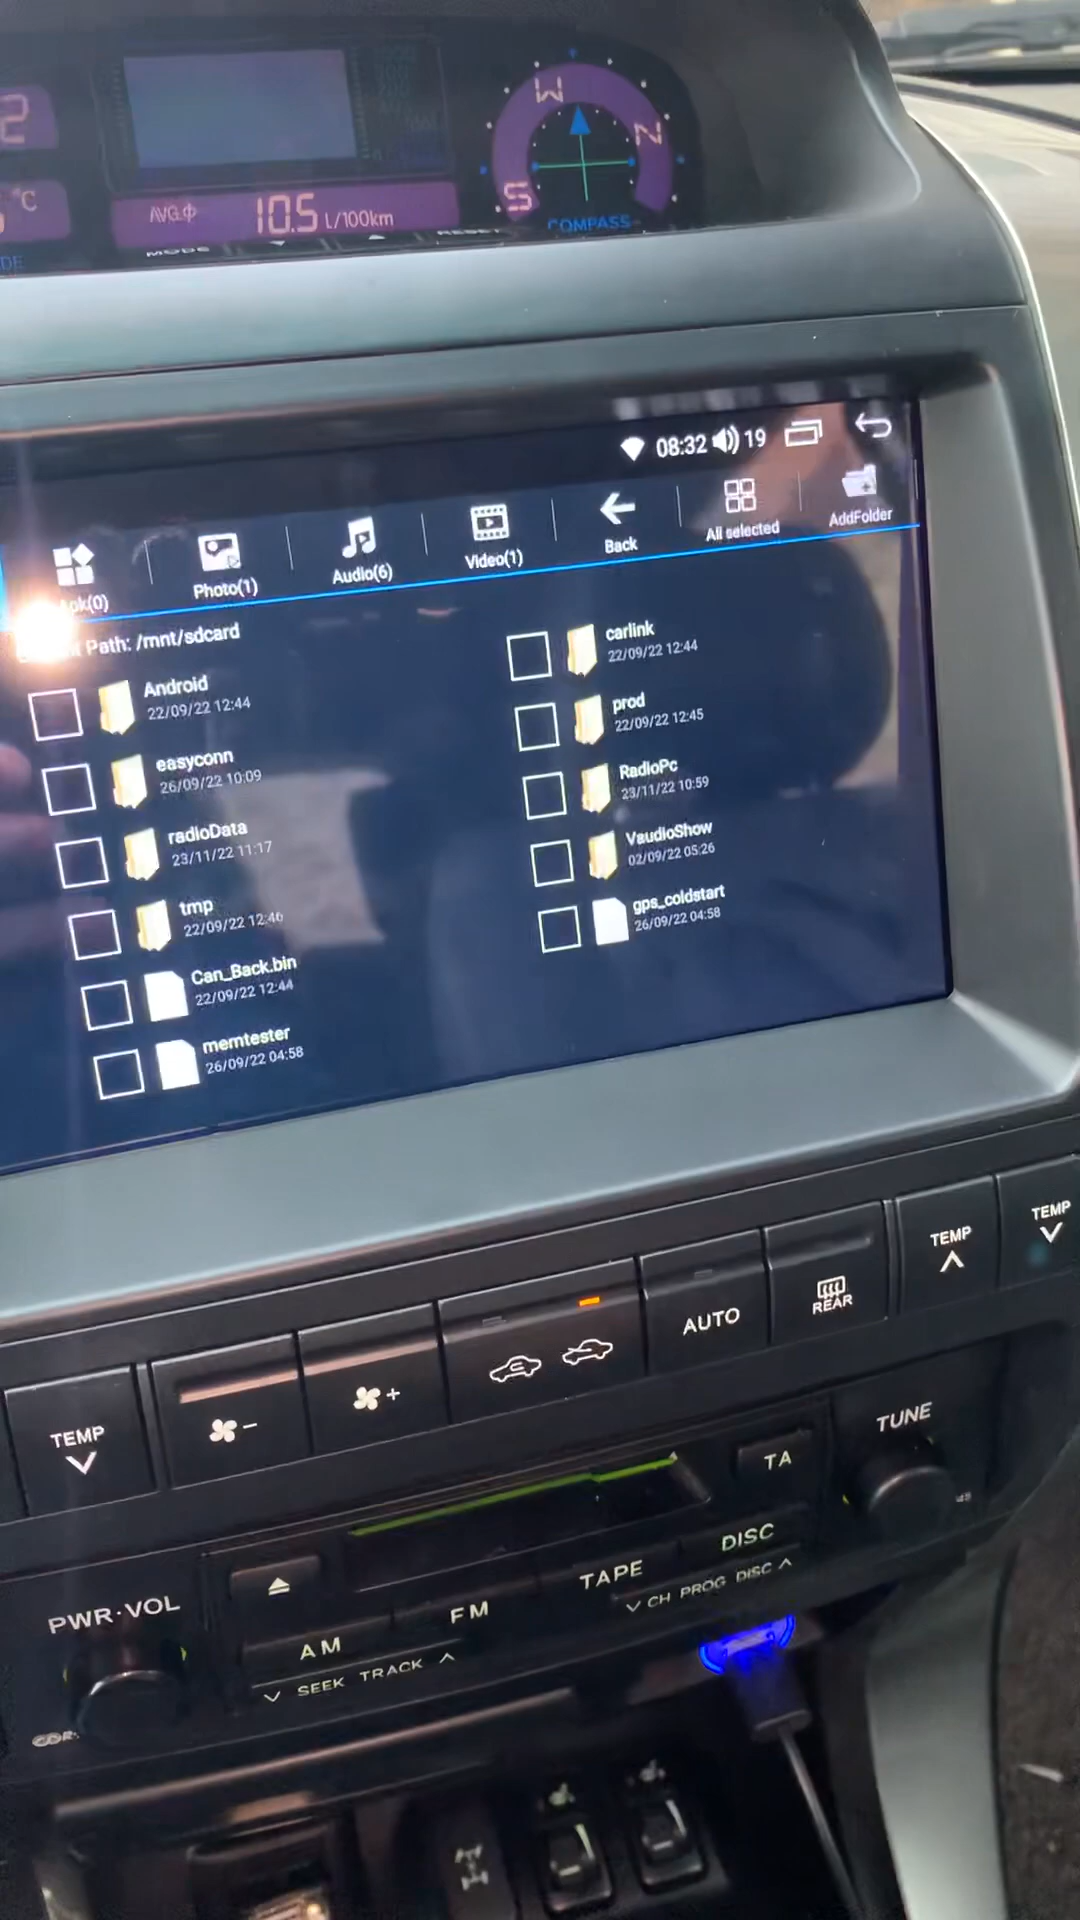 2
°C
AVG.
10.5 L/100km
MODE
RESET
W
N
S
COMPASS
DE
08:32 19
Photo(1)
Audio(6)
Video(1)
Back
All selected
AddFolder
Path: /mnt/sdcard
Android
22/09/22 12:44
easyconn
26/09/22 10:09
radioData
23/11/22 11:17
tmp
22/09/22 12:46
Can_Back.bin
22/09/22 12:44
memtester
26/09/22 04:58
carlink
22/09/22 12:44
prod
22/09/22 12:45
RadioPc
23/11/22 10:59
VaudioShow
02/09/22 05:26
gps_coldstart
26/09/22 04:58
TEMP
TEMP
REAR
AUTO
+
−
TEMP
TUNE
TA
DISC
TAPE
CH PROG DISC
PWR·VOL
FM
AM
SEEK TRACK